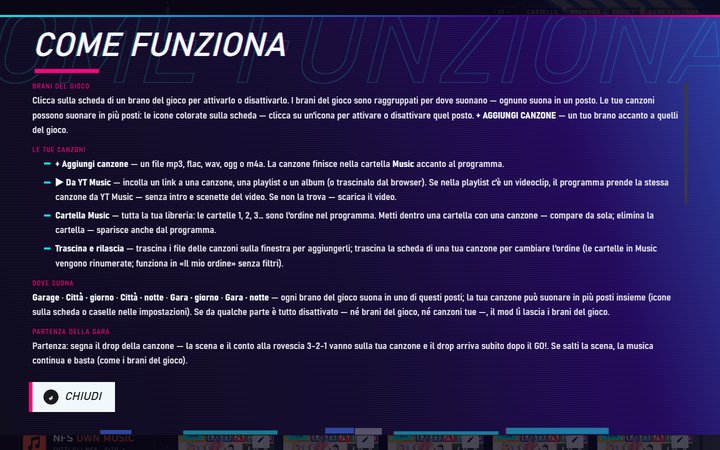 IT CARTELLE BROWSER CREDITI COME FUNZIONA
COME FUNZIONA
BRANI DEL GIOCO
Clicca sulla scheda di un brano del gioco per attivarlo o disattivarlo. I brani del gioco sono raggruppati per dove suonano — ognuno suona in un posto. Le tue canzoni
possono suonare in più posti: le icone colorate sulla scheda — clicca su un'icona per attivare o disattivare quel posto. + AGGIUNGI CANZONE — un tuo brano accanto a quelli
del gioco.
LE TUE CANZONI
+ Aggiungi canzone — un file mp3, flac, wav, ogg o m4a. La canzone finisce nella cartella Music accanto al programma.
▶ Da YT Music — incolla un link a una canzone, una playlist o un album (o trascinalo dal browser). Se nella playlist c'è un videoclip, il programma prende la stessa
canzone da YT Music — senza intro e scenette del video. Se non la trova — scarica il video.
Cartella Music — tutta la tua libreria: le cartelle 1, 2, 3... sono l'ordine nel programma. Metti dentro una cartella con una canzone — compare da sola; elimina la
cartella — sparisce anche dal programma.
Trascina e rilascia — trascina i file delle canzoni sulla finestra per aggiungerli; trascina la scheda di una tua canzone per cambiare l'ordine (le cartelle in Music
vengono rinumerate; funziona in «Il mio ordine» senza filtri).
DOVE SUONA
Garage · Città · giorno · Città · notte · Gara · giorno · Gara · notte — ogni brano del gioco suona in uno di questi posti; la tua canzone può suonare in più posti insieme (icone
sulla scheda o caselle nelle impostazioni). Se da qualche parte è tutto disattivato — né brani del gioco, né canzoni tue —, il mod lì lascia i brani del gioco.
PARTENZA DELLA GARA
Partenza: segna il drop della canzone — la scena e il conto alla rovescia 3-2-1 vanno sulla tua canzone e il drop arriva subito dopo il GO!. Se salti la scena, la musica
continua e basta (come i brani del gioco).
CHIUDI
NFS OWN MUSIC